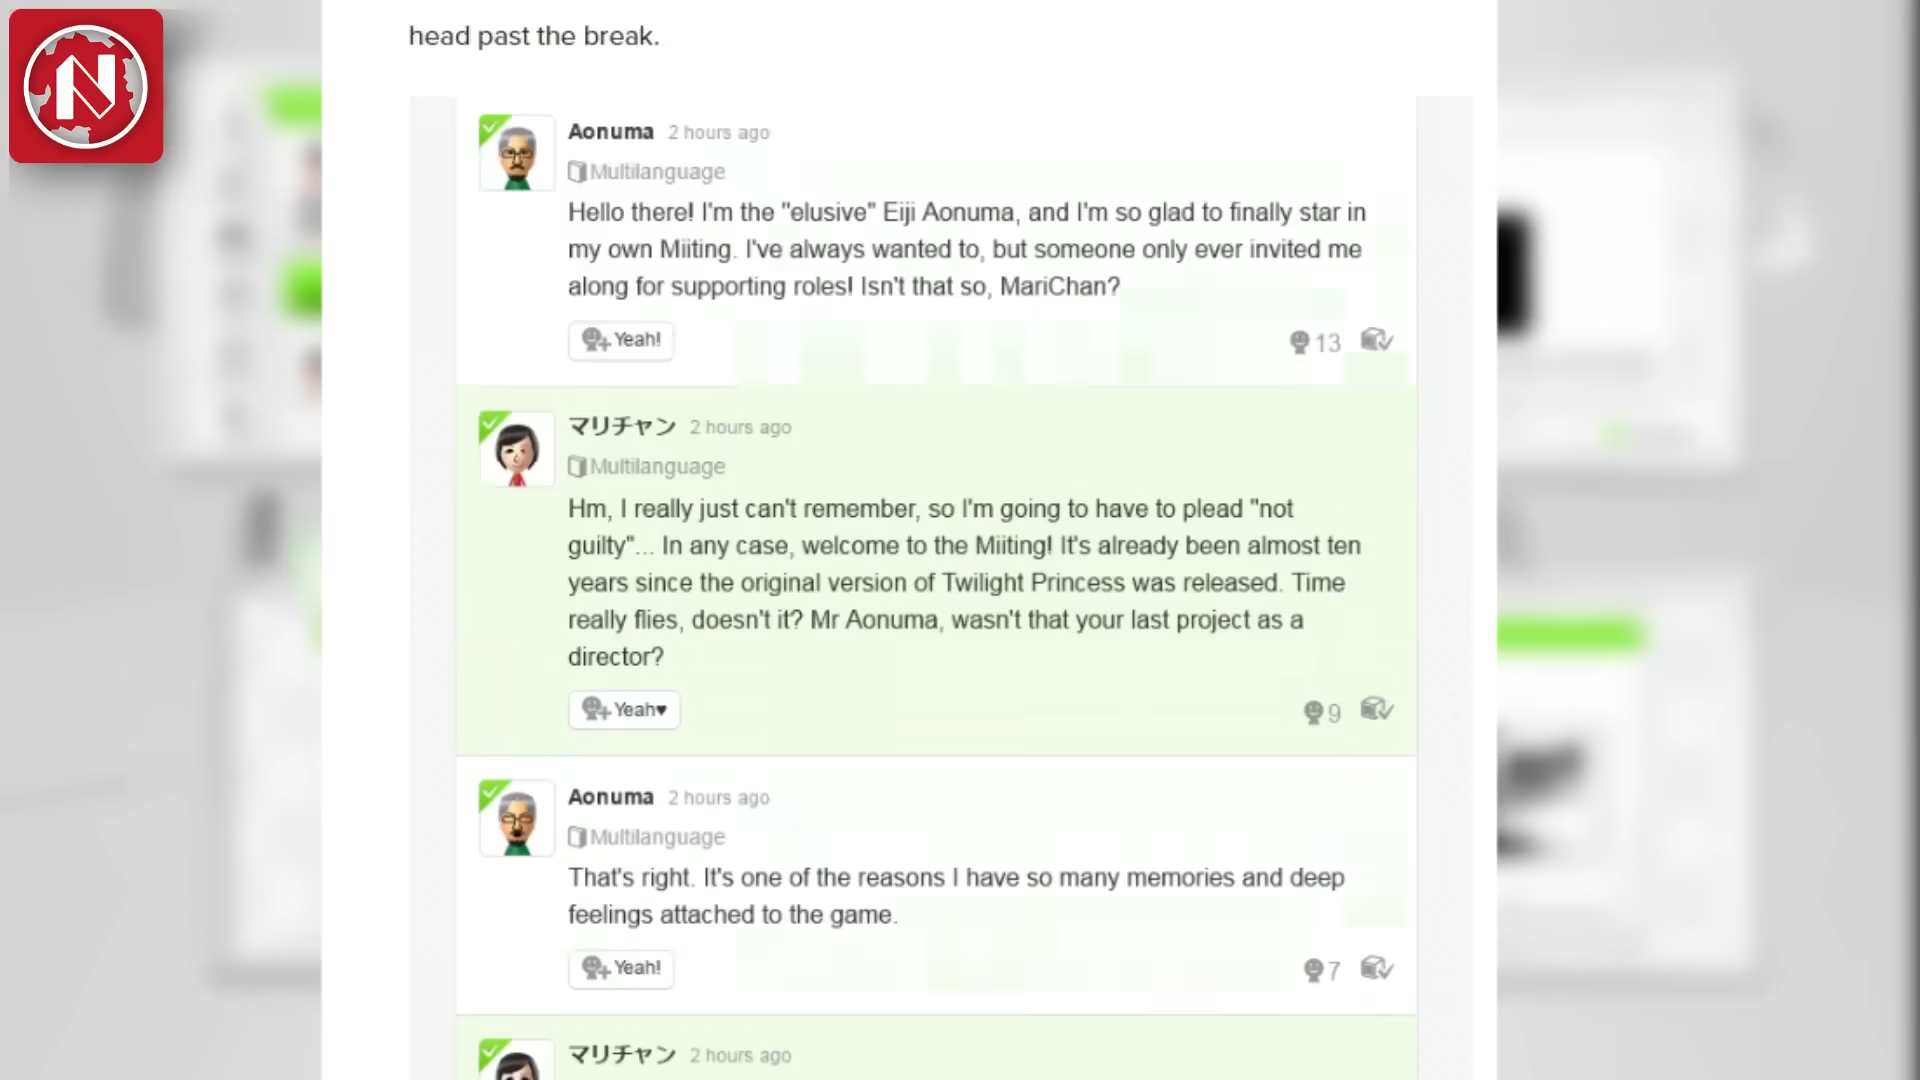 head past the break.
Aonuma 2 hours ago
Multilanguage
Hello there! I'm the "elusive" Eiji Aonuma, and I'm so glad to finally star in
my own Miiting. I've always wanted to, but someone only ever invited me
along for supporting roles! Isn't that so, MariChan?
Yeah! 13
マリチャン 2 hours ago
Multilanguage
Hm, I really just can't remember, so I'm going to have to plead "not
guilty"... In any case, welcome to the Miiting! It's already been almost ten
years since the original version of Twilight Princess was released. Time
really flies, doesn't it? Mr Aonuma, wasn't that your last project as a
director?
Yeah♥ 9
Aonuma 2 hours ago
Multilanguage
That's right. It's one of the reasons I have so many memories and deep
feelings attached to the game.
Yeah! 7
マリチャン 2 hours ago